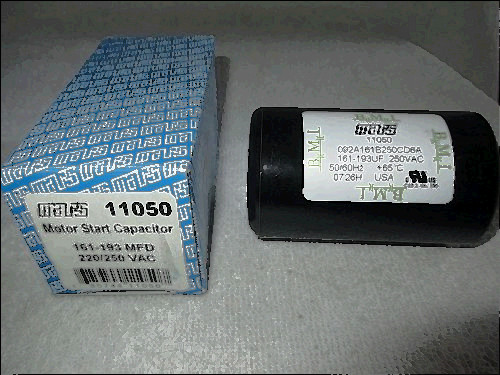 mars 11050
Motor Start Capacitor
161-193 MFD
220/250 VAC
mars
11050
092A161B250CD6A
161-193UF 250VAC
50/60Hz +65°C
0726H USA
B.M.I
B.M.I